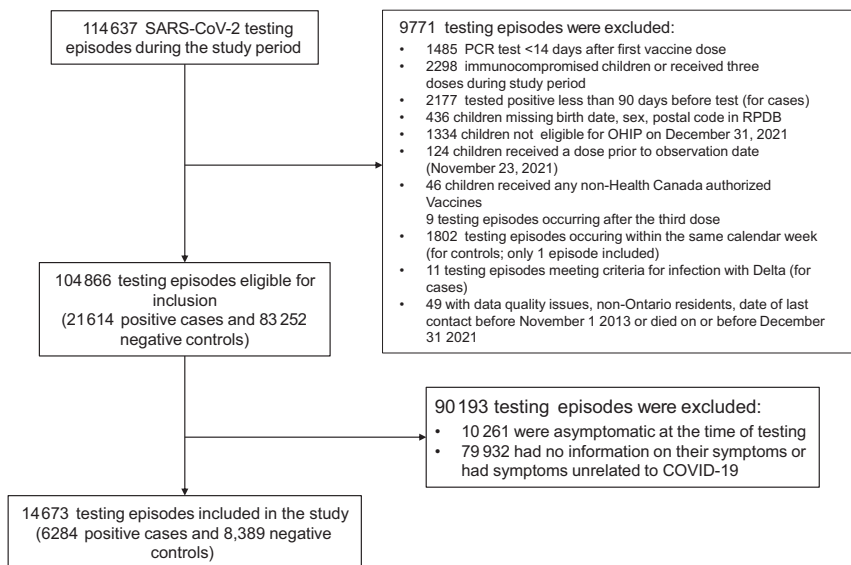 114 637 SARS-CoV-2 testing
episodes during the study period
9771 testing episodes were excluded:
• 1485 PCR test <14 days after first vaccine dose
• 2298 immunocompromised children or received three
doses during study period
• 2177 tested positive less than 90 days before test (for cases)
• 436 children missing birth date, sex, postal code in RPDB
• 1334 children not eligible for OHIP on December 31, 2021
• 124 children received a dose prior to observation date
(November 23, 2021)
• 46 children received any non-Health Canada authorized
Vaccines
9 testing episodes occurring after the third dose
• 1802 testing episodes occuring within the same calendar week
(for controls; only 1 episode included)
• 11 testing episodes meeting criteria for infection with Delta (for
cases)
• 49 with data quality issues, non-Ontario residents, date of last
contact before November 1 2013 or died on or before December
31 2021
104 866 testing episodes eligible for
inclusion
(21 614 positive cases and 83 252
negative controls)
90 193 testing episodes were excluded:
• 10 261 were asymptomatic at the time of testing
• 79 932 had no information on their symptoms or
had symptoms unrelated to COVID-19
14 673 testing episodes included in the study
(6284 positive cases and 8,389 negative
controls)